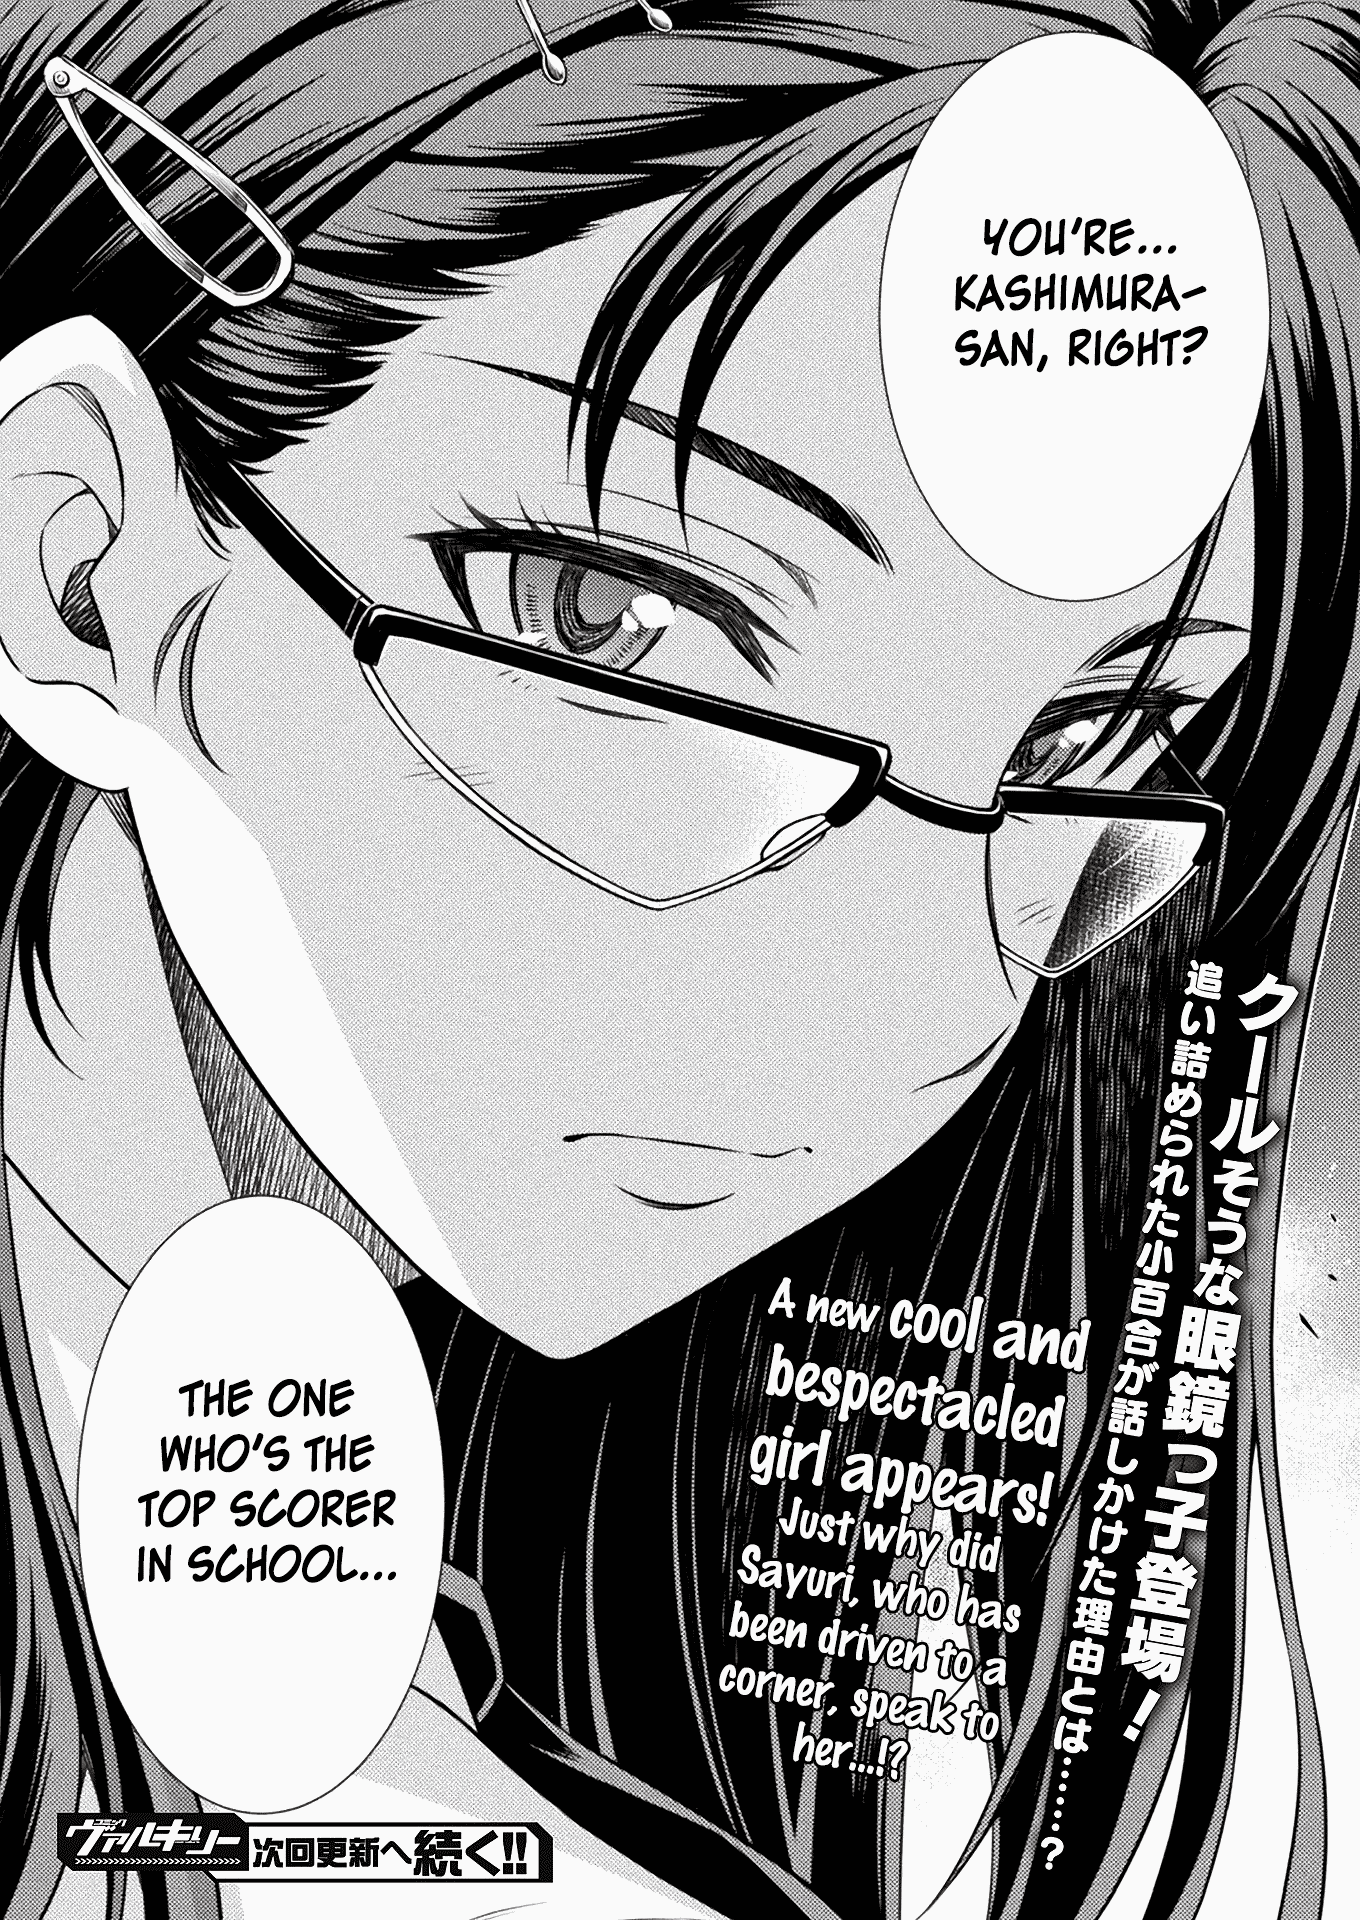 YOU'RE...
KASHIMURA-
SAN, RIGHT?
クールそうな眼鏡っ子登場！
追い詰められた小百合が話しかけた理由とは………？
A new cool and
bespectacled
girl appears!
Just why did
Sayuri, who has
been driven to a
corner, speak to
her...!?
THE ONE
WHO'S THE
TOP SCORER
IN SCHOOL...
コミック
ヴァルキリー
次回更新へ続く!!